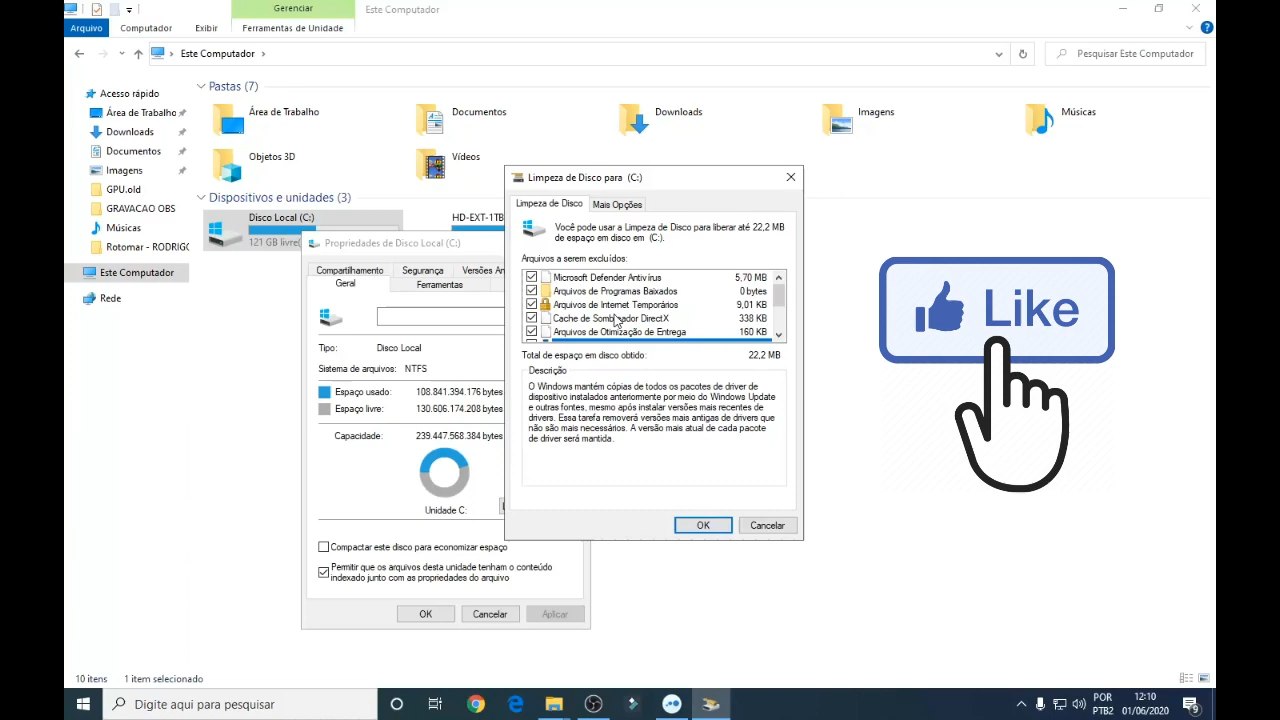 Gerenciar
Este Computador
Arquivo
Computador
Exibir
Ferramentas de Unidade
Este Computador
Pesquisar Este Computador
Acesso rápido
Área de Trabalho
Downloads
Documentos
Imagens
GPU.old
GRAVACAO OBS
Músicas
Rotomar - RODRIGO
Este Computador
Rede
Pastas (7)
Área de Trabalho
Documentos
Downloads
Imagens
Músicas
Objetos 3D
Vídeos
Dispositivos e unidades (3)
Disco Local (C:)
121 GB livre(
HD-EXT-1TB
Propriedades de Disco Local (C:)
Compartilhamento
Segurança
Versões An
Geral
Ferramentas
Tipo: Disco Local
Sistema de arquivos: NTFS
Espaço usado: 108.841.394.176 bytes
Espaço livre: 130.606.174.208 bytes
Capacidade: 239.447.568.384 bytes
Unidade C:
Compactar este disco para economizar espaço
Permitir que os arquivos desta unidade tenham o conteúdo
indexado junto com as propriedades do arquivo
OK
Cancelar
Aplicar
Limpeza de Disco para (C:)
Limpeza de Disco
Mais Opções
Você pode usar a Limpeza de Disco para liberar até 22,2 MB
de espaço em disco em (C:).
Arquivos a serem excluídos:
Microsoft Defender Antivírus 5,70 MB
Arquivos de Programas Baixados 0 bytes
Arquivos de Internet Temporários 9,01 KB
Cache de Sombreador DirectX 338 KB
Arquivos de Otimização de Entrega 160 KB
Total de espaço em disco obtido: 22,2 MB
Descrição
O Windows mantém cópias de todos os pacotes de driver de
dispositivo instalados anteriormente por meio do Windows Update
e outras fontes, mesmo após instalar versões mais recentes de
drivers. Essa tarefa removerá versões mais antigas de drivers que
não são mais necessários. A versão mais atual de cada pacote
de driver será mantida.
OK
Cancelar
Like
10 itens
1 item selecionado
Digite aqui para pesquisar
POR
PTB2
12:10
01/06/2020
9